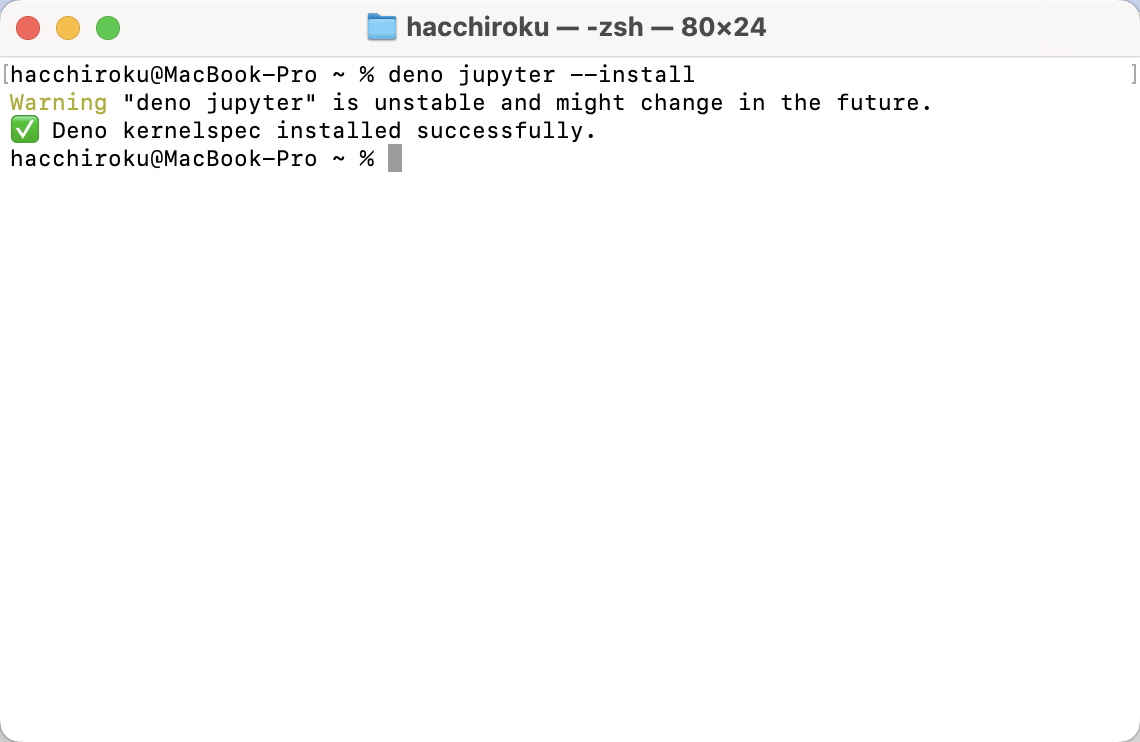 hacchiroku — -zsh — 80×24
[hacchiroku@MacBook-Pro ~ % deno jupyter --install ]
Warning "deno jupyter" is unstable and might change in the future.
✅ Deno kernelspec installed successfully.
hacchiroku@MacBook-Pro ~ %